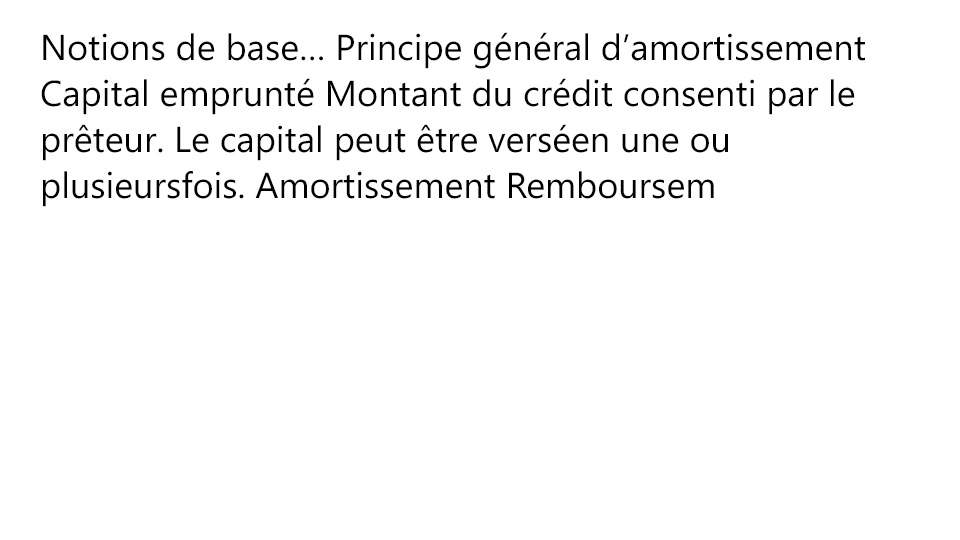 Notions de base… Principe général d’amortissement
Capital emprunté Montant du crédit consenti par le
prêteur. Le capital peut être verséen une ou
plusieursfois. Amortissement Remboursem